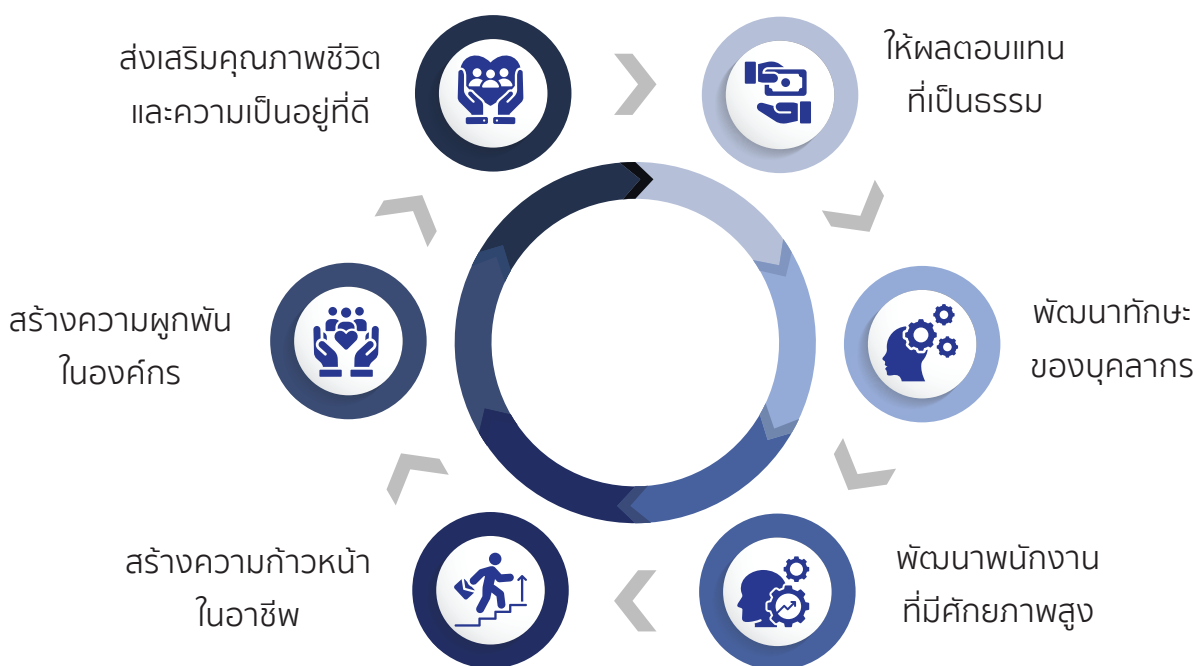 ส่งเสริมคุณภาพชีวิต
และความเป็นอยู่ที่ดี
ให้ผลตอบแทน
ที่เป็นธรรม
พัฒนาทักษะ
ของบุคลากร
พัฒนาพนักงาน
ที่มีศักยภาพสูง
สร้างความก้าวหน้า
ในอาชีพ
สร้างความผูกพัน
ในองค์กร